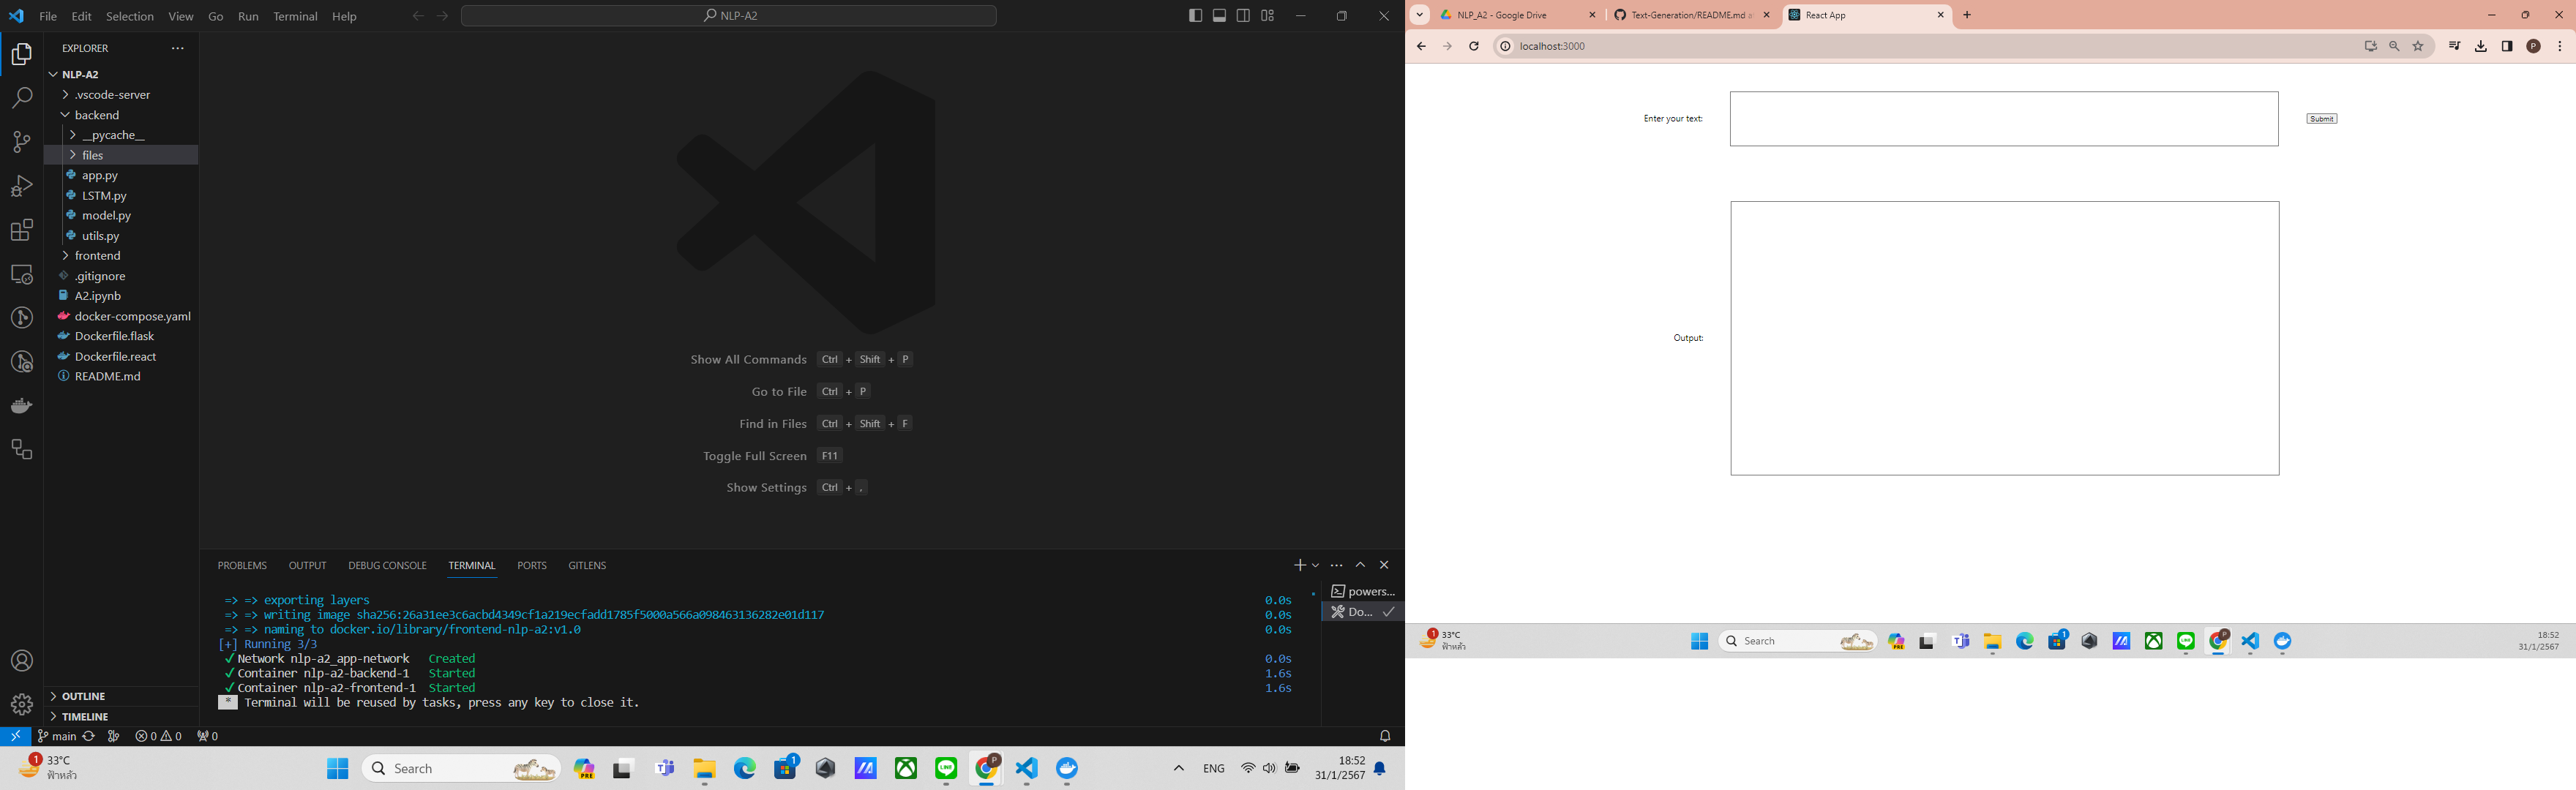 File Edit Selection View Go Run Terminal Help
NLP-A2
EXPLORER
NLP-A2
.vscode-server
backend
__pycache__
files
app.py
LSTM.py
model.py
utils.py
frontend
.gitignore
A2.ipynb
docker-compose.yaml
Dockerfile.flask
Dockerfile.react
README.md
OUTLINE
TIMELINE
Show All Commands Ctrl + Shift + P
Go to File Ctrl + P
Find in Files Ctrl + Shift + F
Toggle Full Screen F11
Show Settings Ctrl + ,
PROBLEMS OUTPUT DEBUG CONSOLE TERMINAL PORTS GITLENS
=> => exporting layers 0.0s
=> => writing image sha256:26a31ee3c6acbd4349cf1a219ecfadd1785f5000a566a098463136282e01d117 0.0s
=> => naming to docker.io/library/frontend-nlp-a2:v1.0 0.0s
[+] Running 3/3
✔ Network nlp-a2_app-network Created 0.0s
✔ Container nlp-a2-backend-1 Started 1.6s
✔ Container nlp-a2-frontend-1 Started 1.6s
* Terminal will be reused by tasks, press any key to close it.
powers...
Do...
main 0 0 0
1 33°C
ฟ้าหลัว
Search
PRE
1
P
ENG
18:52
31/1/2567
NLP_A2 - Google Drive
Text-Generation/README.md a
React App
localhost:3000
P
Enter your text:
Submit
Output:
1 33°C
ฟ้าหลัว
Search
PRE
1
P
18:52
31/1/2567